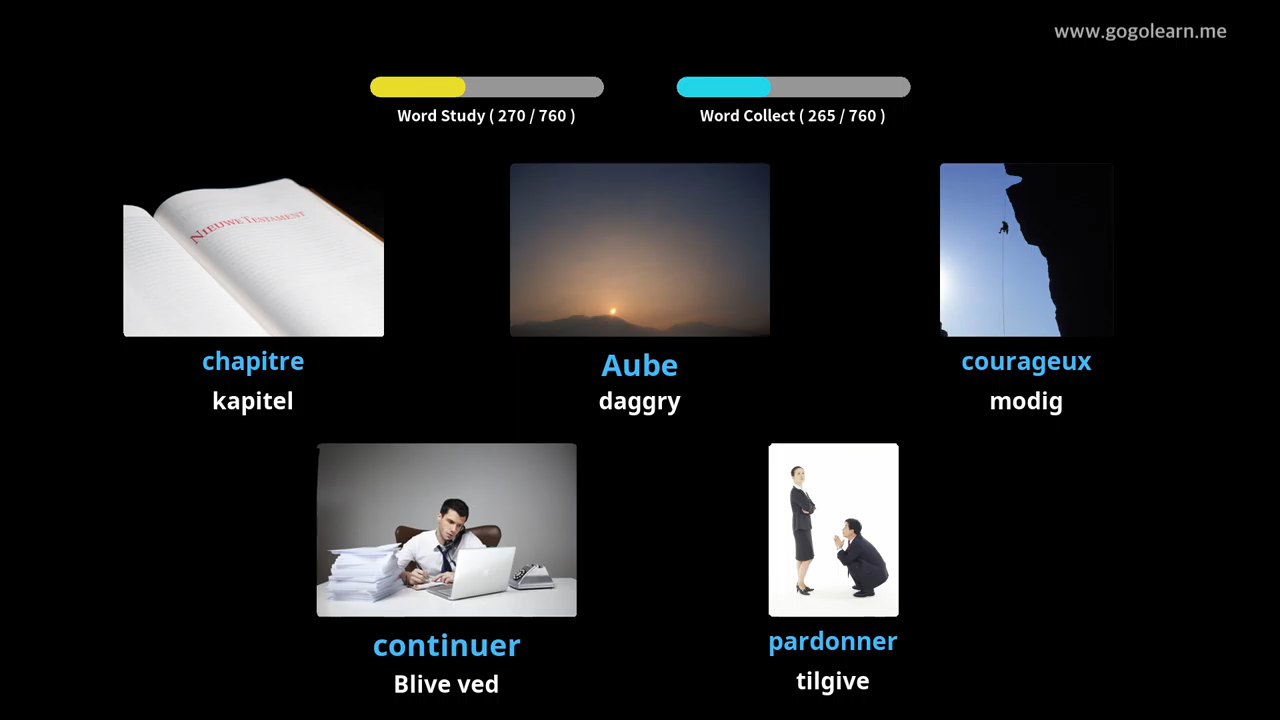 www.gogolearn.me
Word Study ( 270 / 760 )
Word Collect ( 265 / 760 )
NIEUWE TESTAMENT
chapitre
kapitel
Aube
daggry
courageux
modig
continuer
Blive ved
pardonner
tilgive